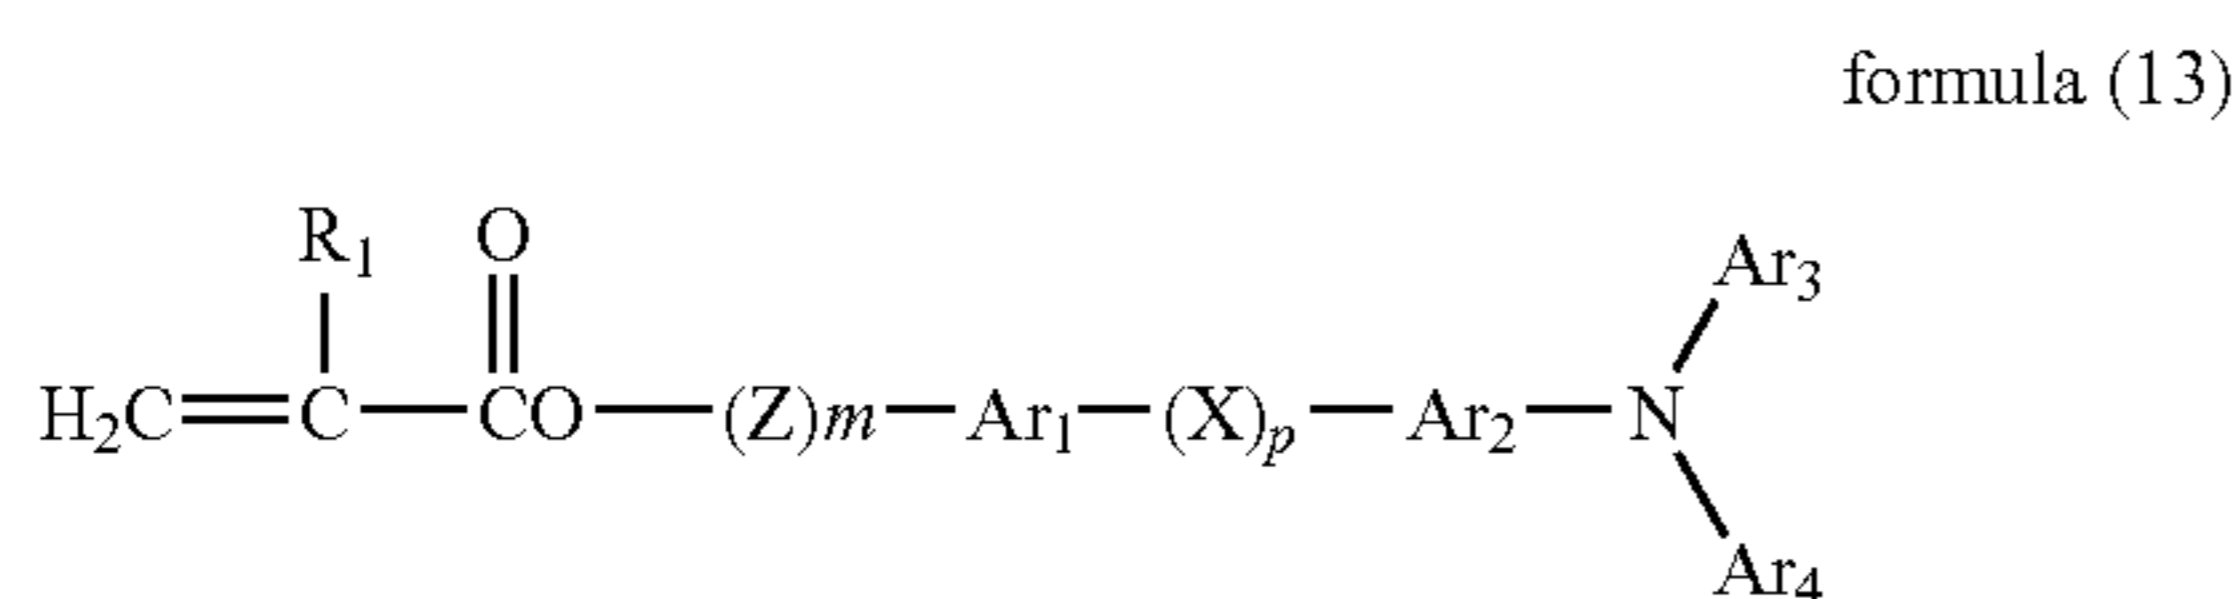 formula (13)
R1 O
Ar3
H2C=C—CO—(Z)m—Ar1—(X)p—Ar2—N
Ar4